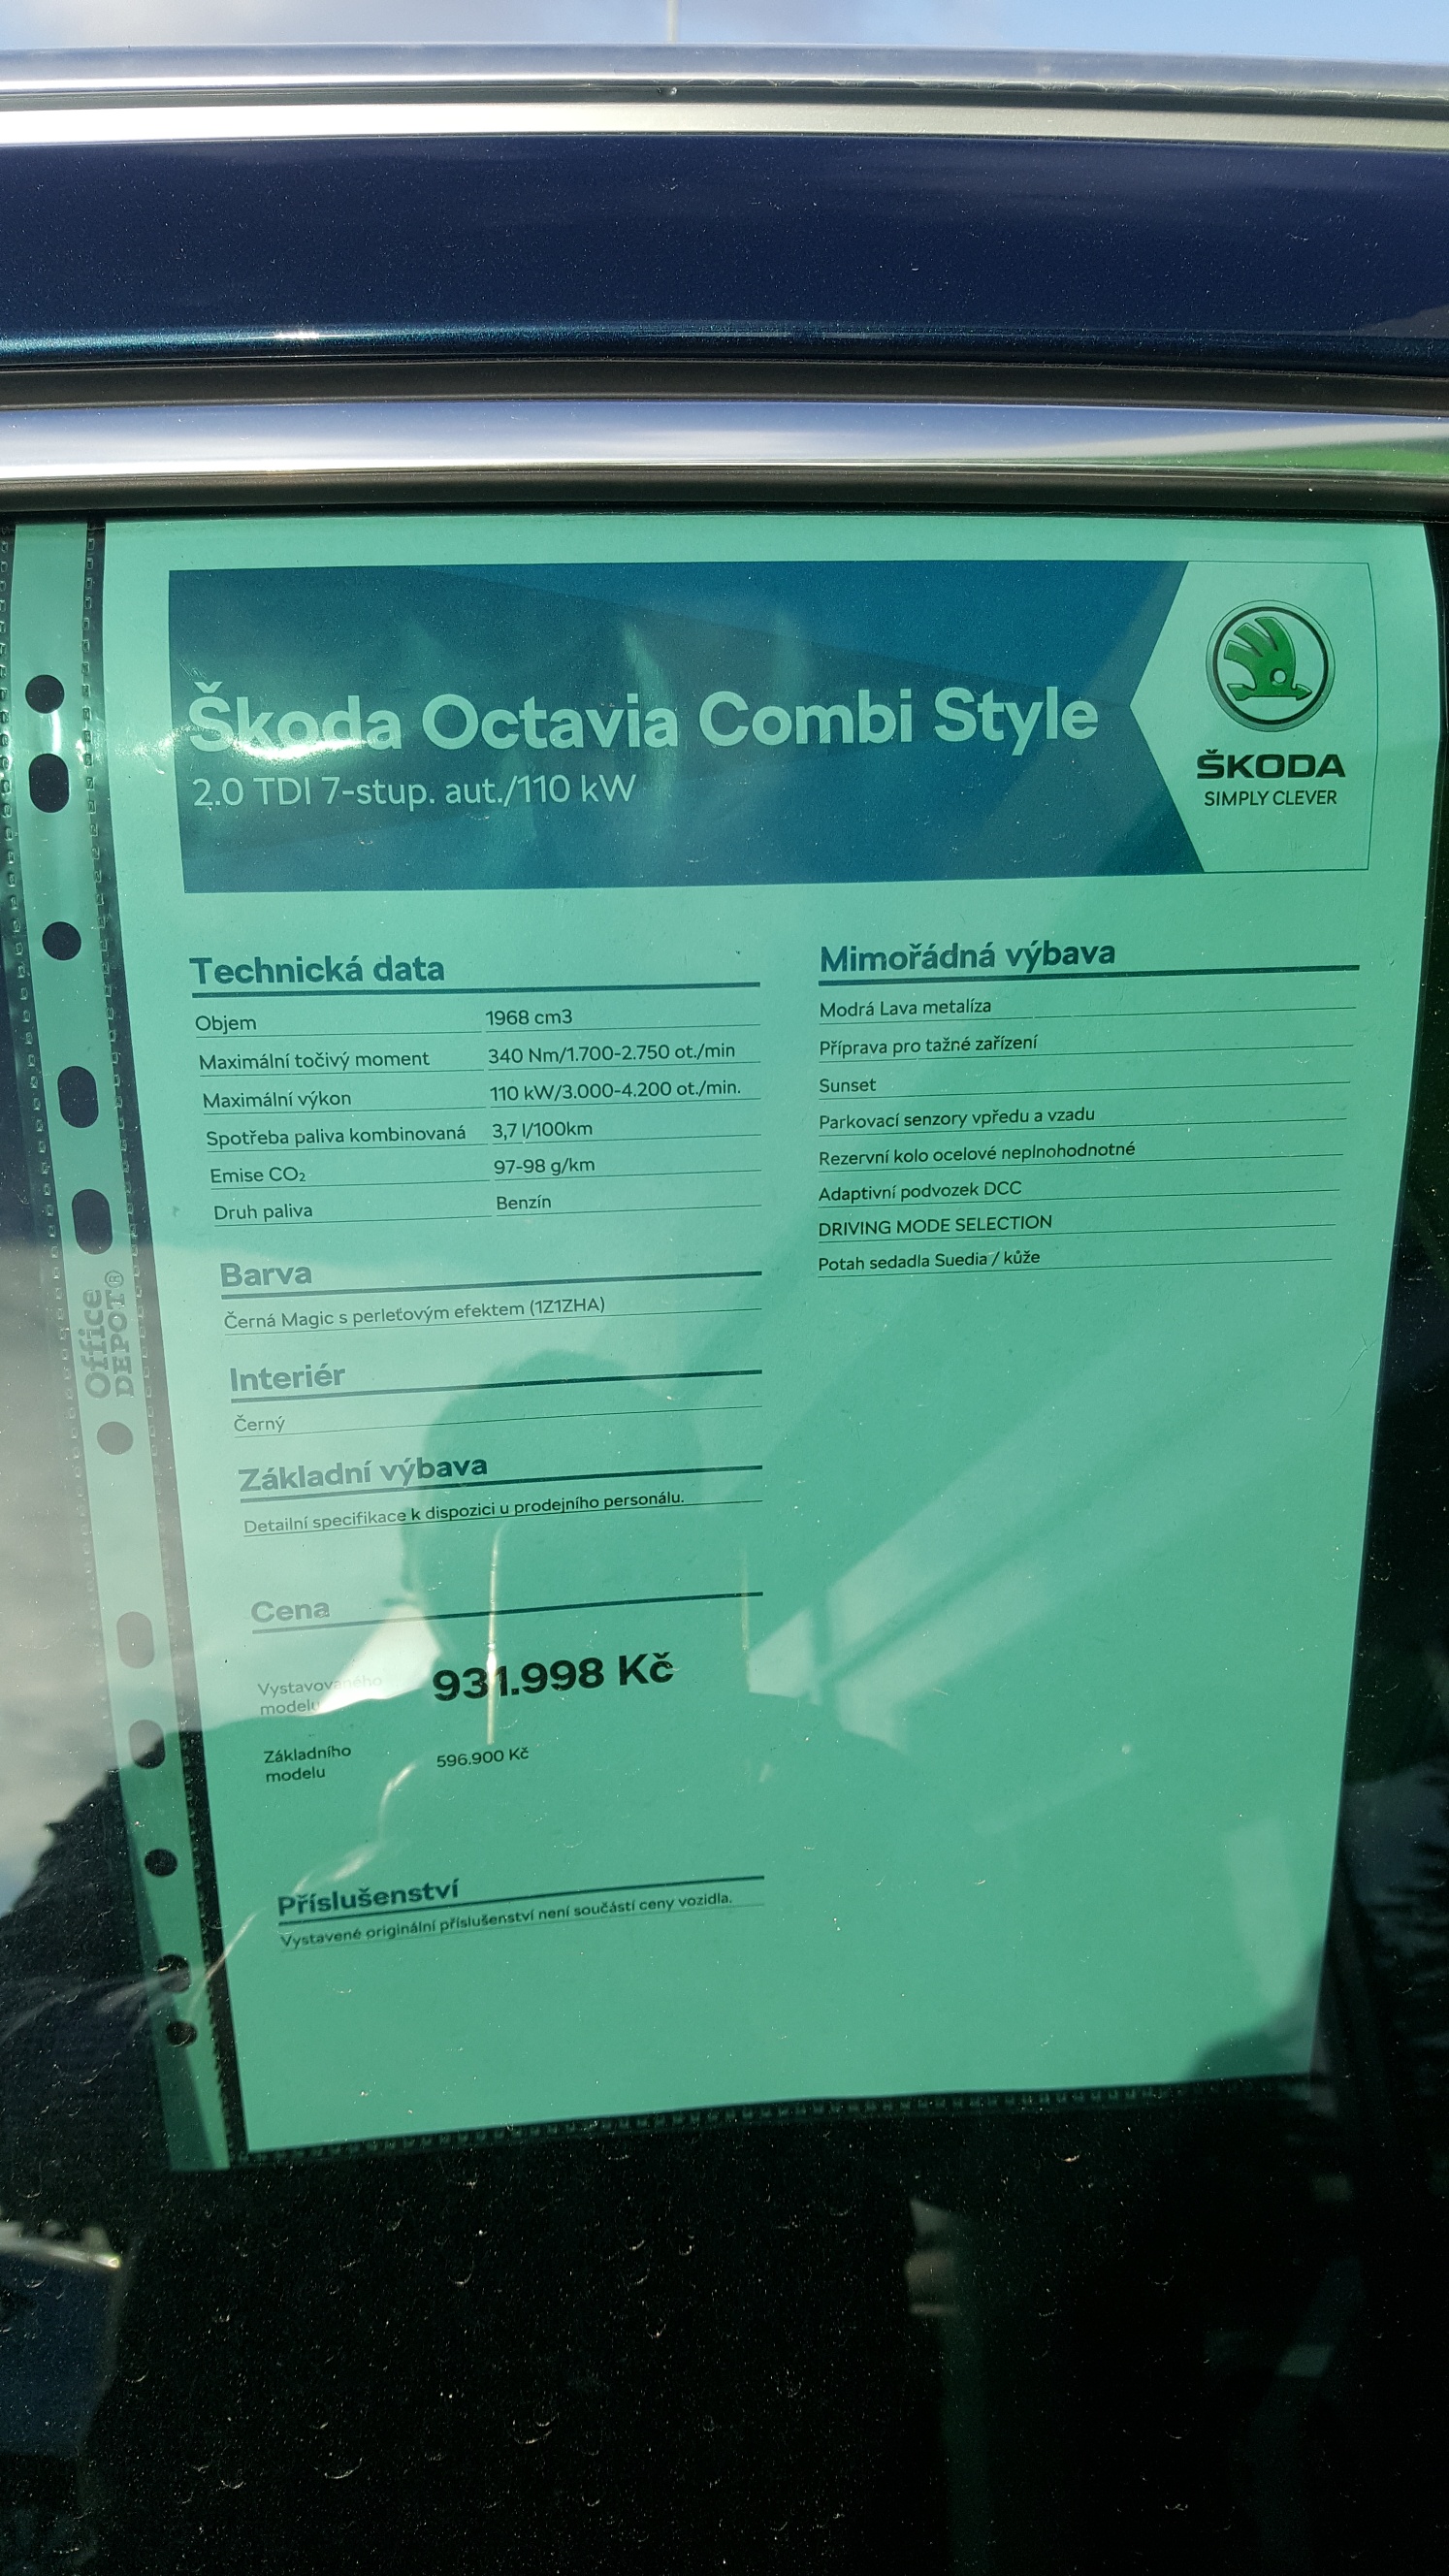 Škoda Octavia Combi Style
2.0 TDI 7-stup. aut./110 kW
ŠKODA
SIMPLY CLEVER
Technická data
Objem 1968 cm3
Maximální točivý moment 340 Nm/1.700-2.750 ot./min
Maximální výkon 110 kW/3.000-4.200 ot./min.
Spotřeba paliva kombinovaná 3,7 l/100km
Emise CO₂ 97-98 g/km
Druh paliva Benzín
Barva
Černá Magic s perleťovým efektem (1Z1ZHA)
Interiér
Černý
Základní výbava
Detailní specifikace k dispozici u prodejního personálu.
Cena
Vystavovaného
modelu
931.998 Kč
Základního
modelu
596.900 Kč
Příslušenství
Vystavené originální příslušenství není součástí ceny vozidla.
Mimořádná výbava
Modrá Lava metalíza
Příprava pro tažné zařízení
Sunset
Parkovací senzory vpředu a vzadu
Rezervní kolo ocelové neplnohodnotné
Adaptivní podvozek DCC
DRIVING MODE SELECTION
Potah sedadla Suedia / kůže
Office
DEPOT®